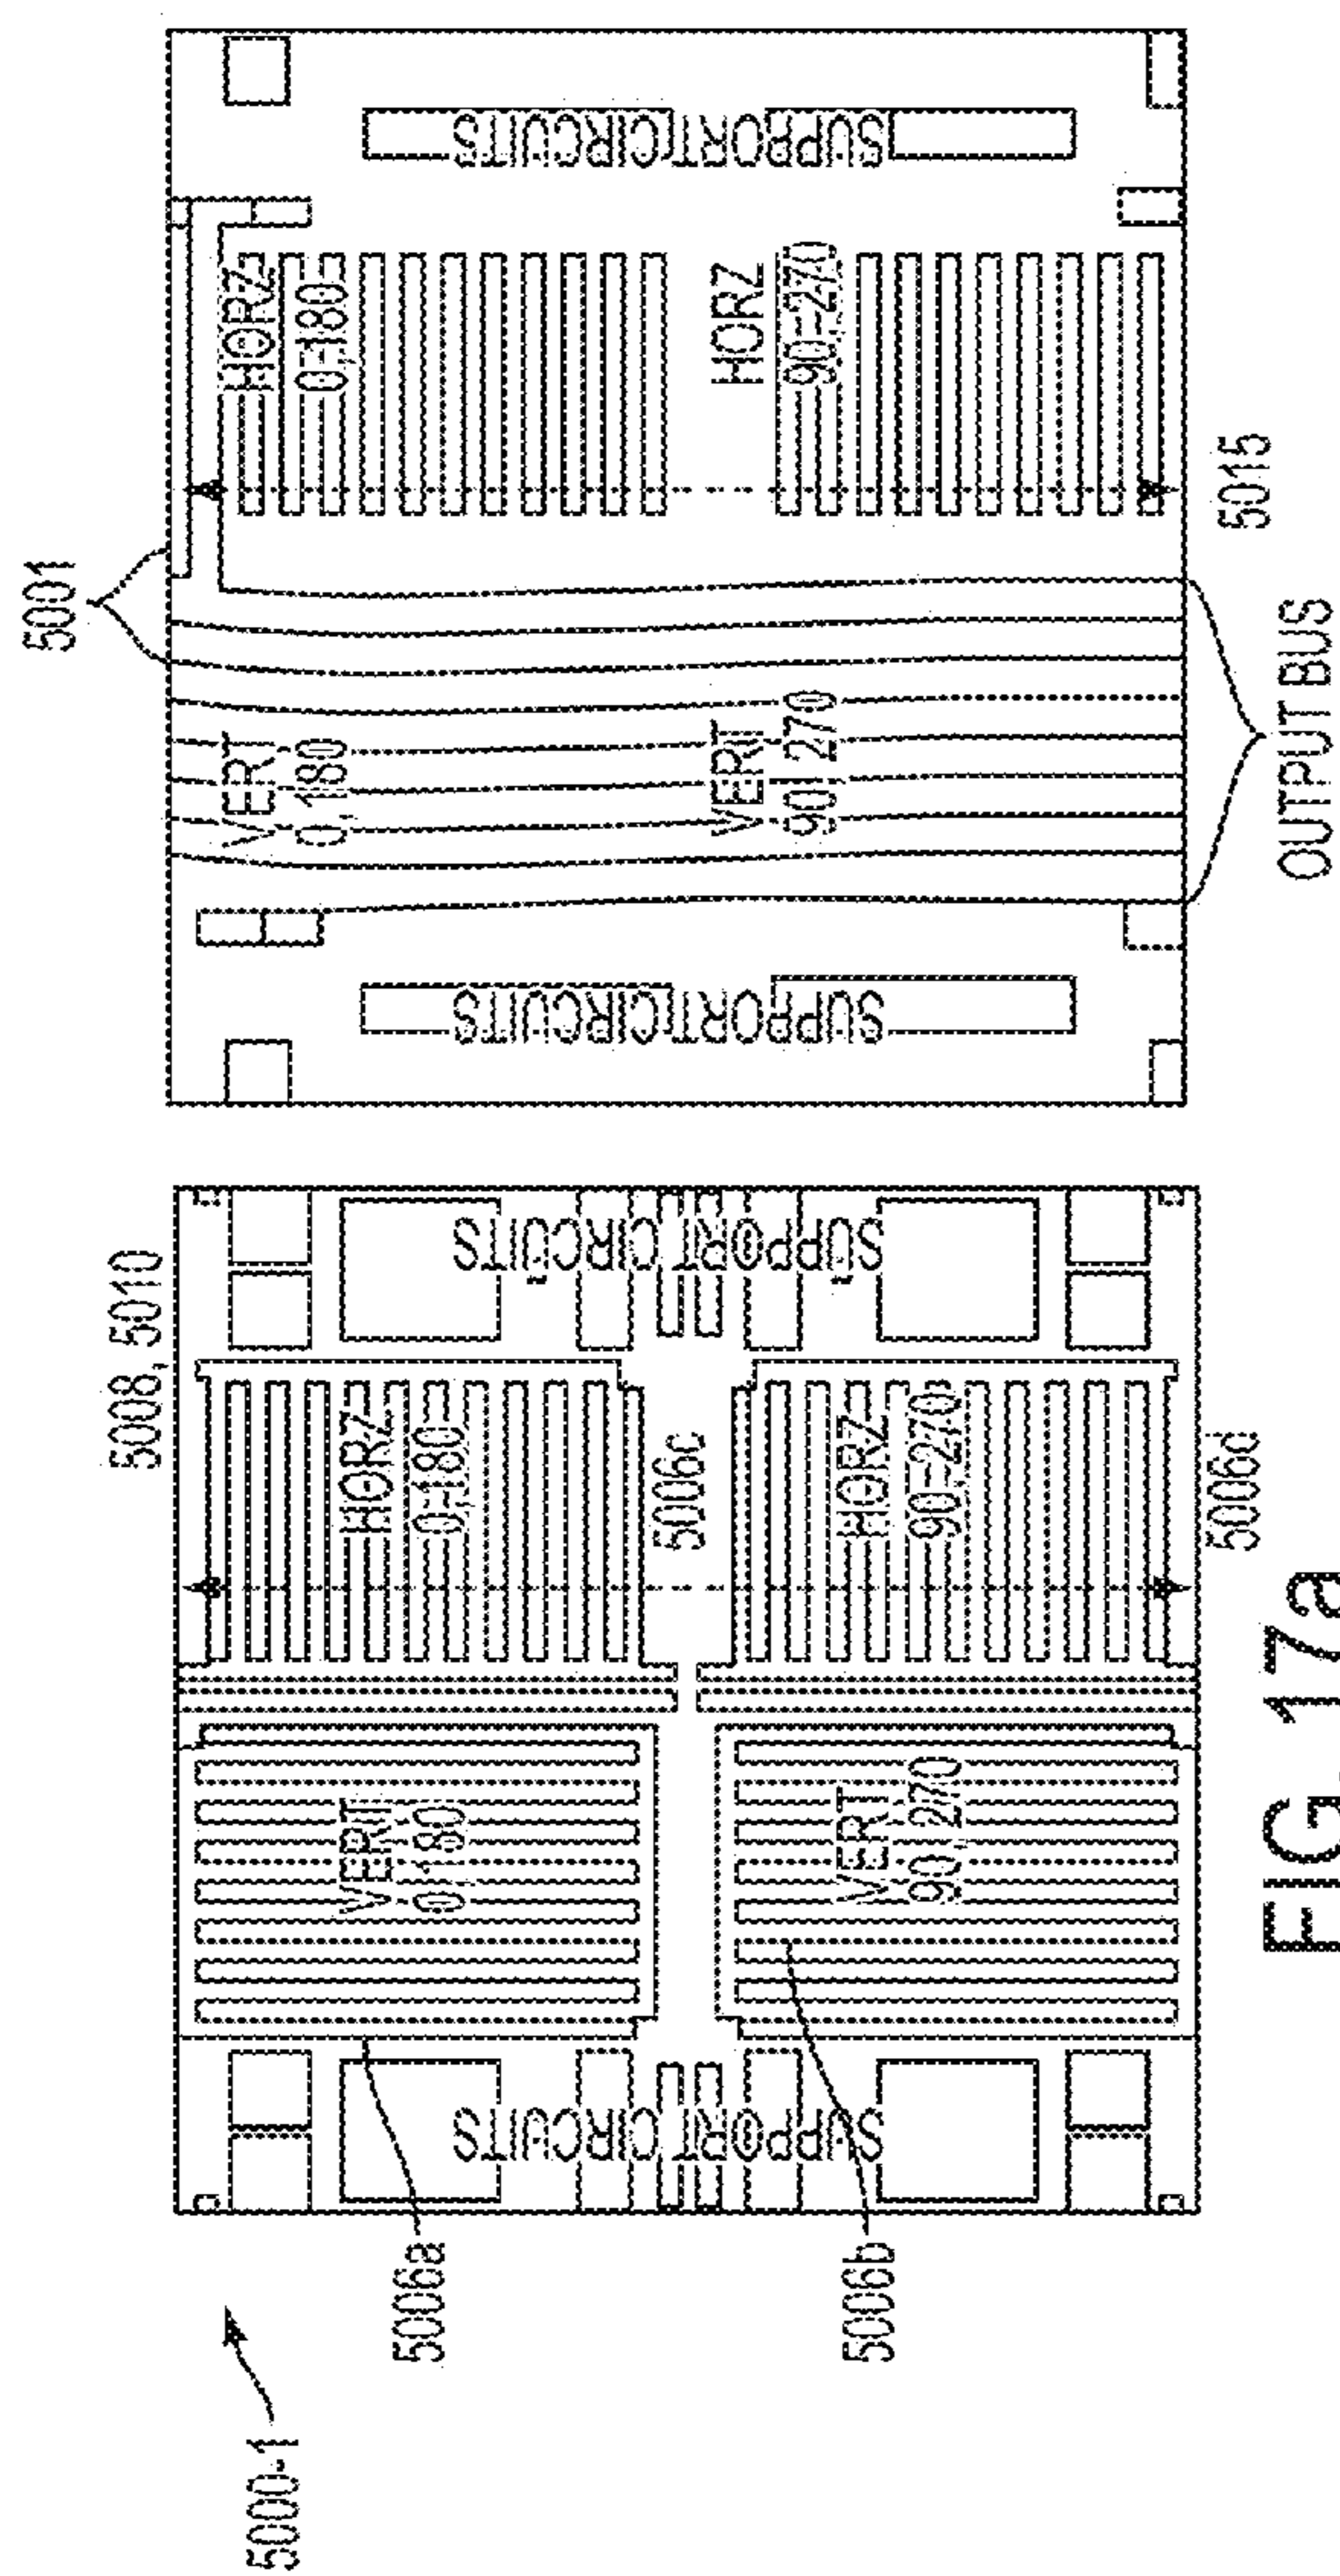 5000-1
5006a
5006b
5008, 5010
SUPPORT CIRCUITS
VERT
0,180
VERT
90,270
HORZ
0,180
5006c
HORZ
90-270
5006d
SUPPORT CIRCUITS
5001
SUPPORT CIRCUITS
VERT
0,180
VERT
90 270
HORZ
0,180
HORZ
90-270
SUPPORT CIRCUITS
OUTPUT BUS
5015
FIG. 17a